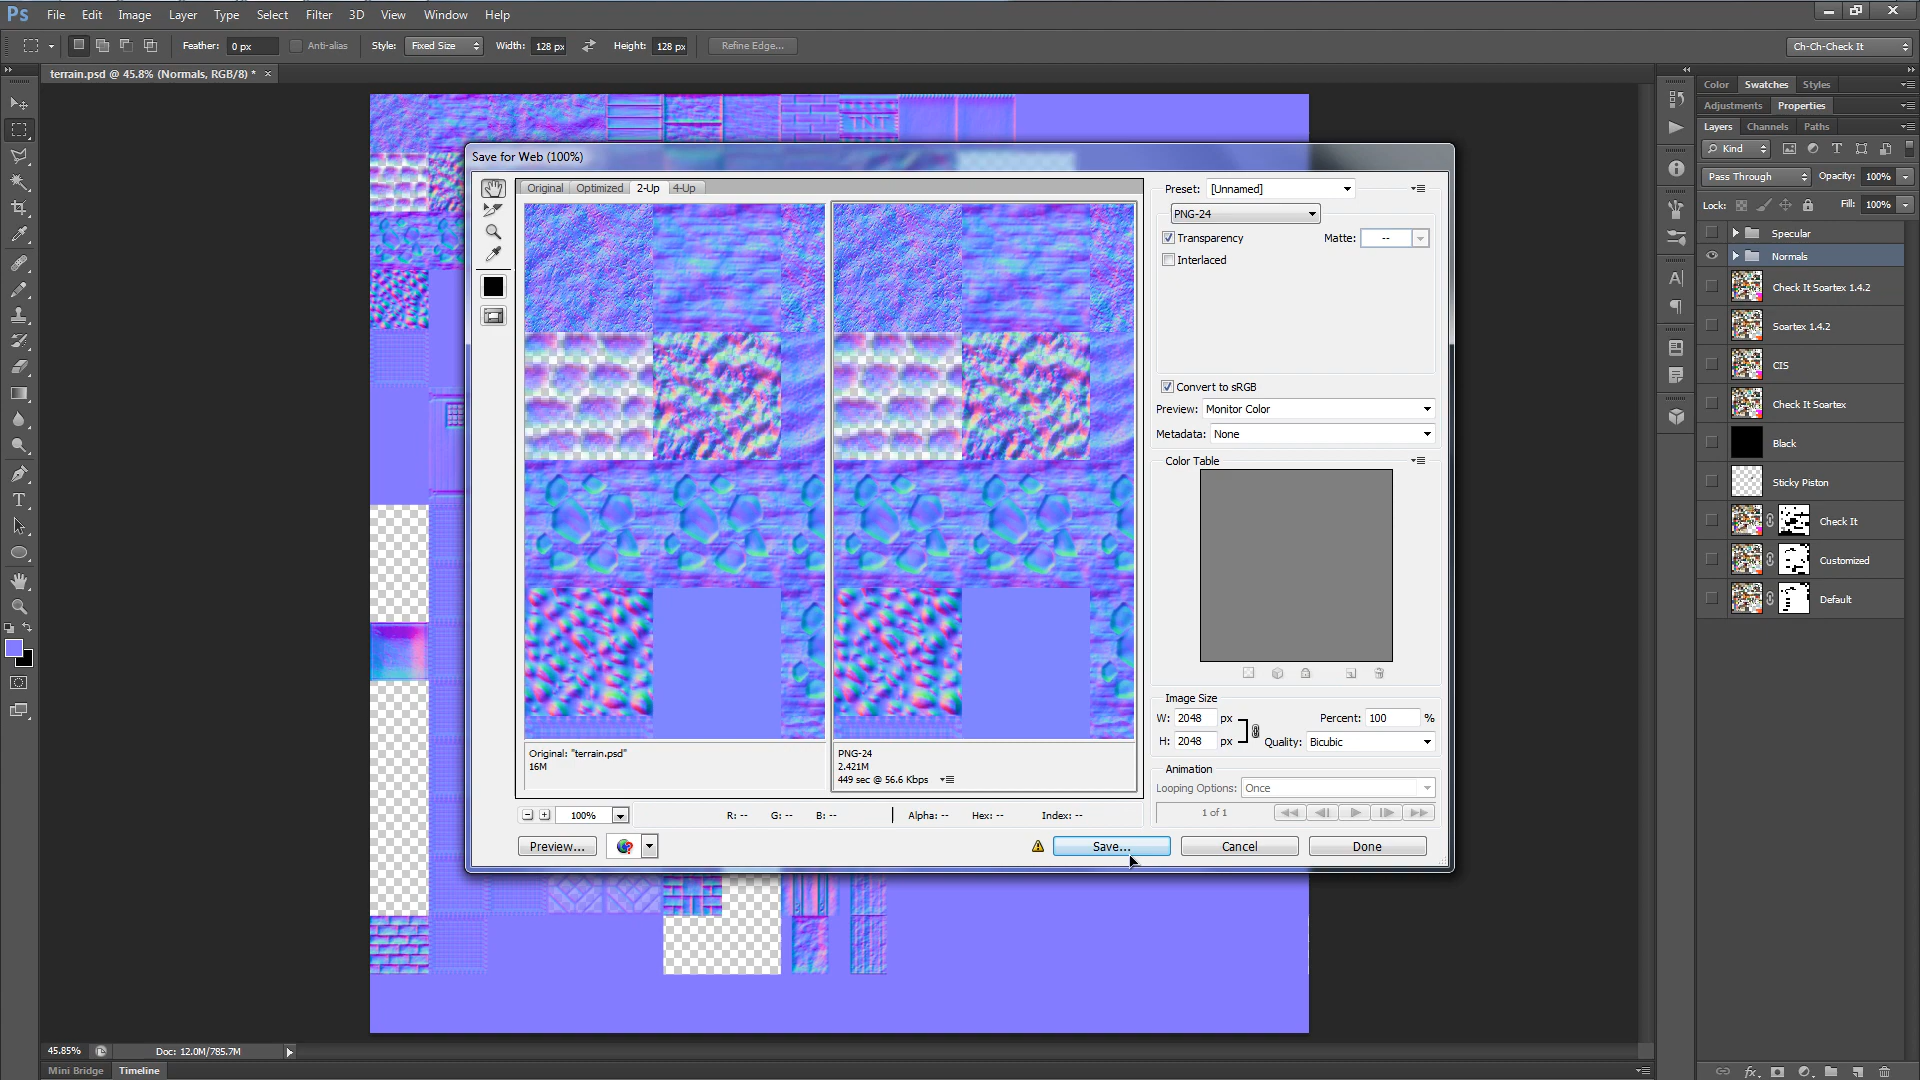 Ps File Edit Image Layer Type Select Filter 3D View Window Help
Feather: 0 px Anti-alias Style: Fixed Size Width: 128 px Height: 128 px Refine Edge... Ch-Ch-Check It
terrain.psd @ 45.8% (Normals, RGB/8) * ×
TNT
Save for Web (100%)
Original Optimized 2-Up 4-Up
Original: "terrain.psd"
16M
PNG-24
2.421M
449 sec @ 56.6 Kbps
100% R: -- G: -- B: -- Alpha: -- Hex: -- Index: --
Preview... Save... Cancel Done
Preset: [Unnamed]
PNG-24
Transparency Matte: --
Interlaced
Convert to sRGB
Preview: Monitor Color
Metadata: None
Color Table
Image Size
W: 2048 px Percent: 100 %
H: 2048 px Quality: Bicubic
Animation
Looping Options: Once
1 of 1
Color Swatches Styles
Adjustments Properties
Layers Channels Paths
Kind
Pass Through Opacity: 100%
Lock: Fill: 100%
Specular
Normals
Check It Soartex 1.4.2
Soartex 1.4.2
CIS
Check It Soartex
Black
Sticky Piston
Check It
Customized
Default
45.85% Doc: 12.0M/785.7M
Mini Bridge Timeline